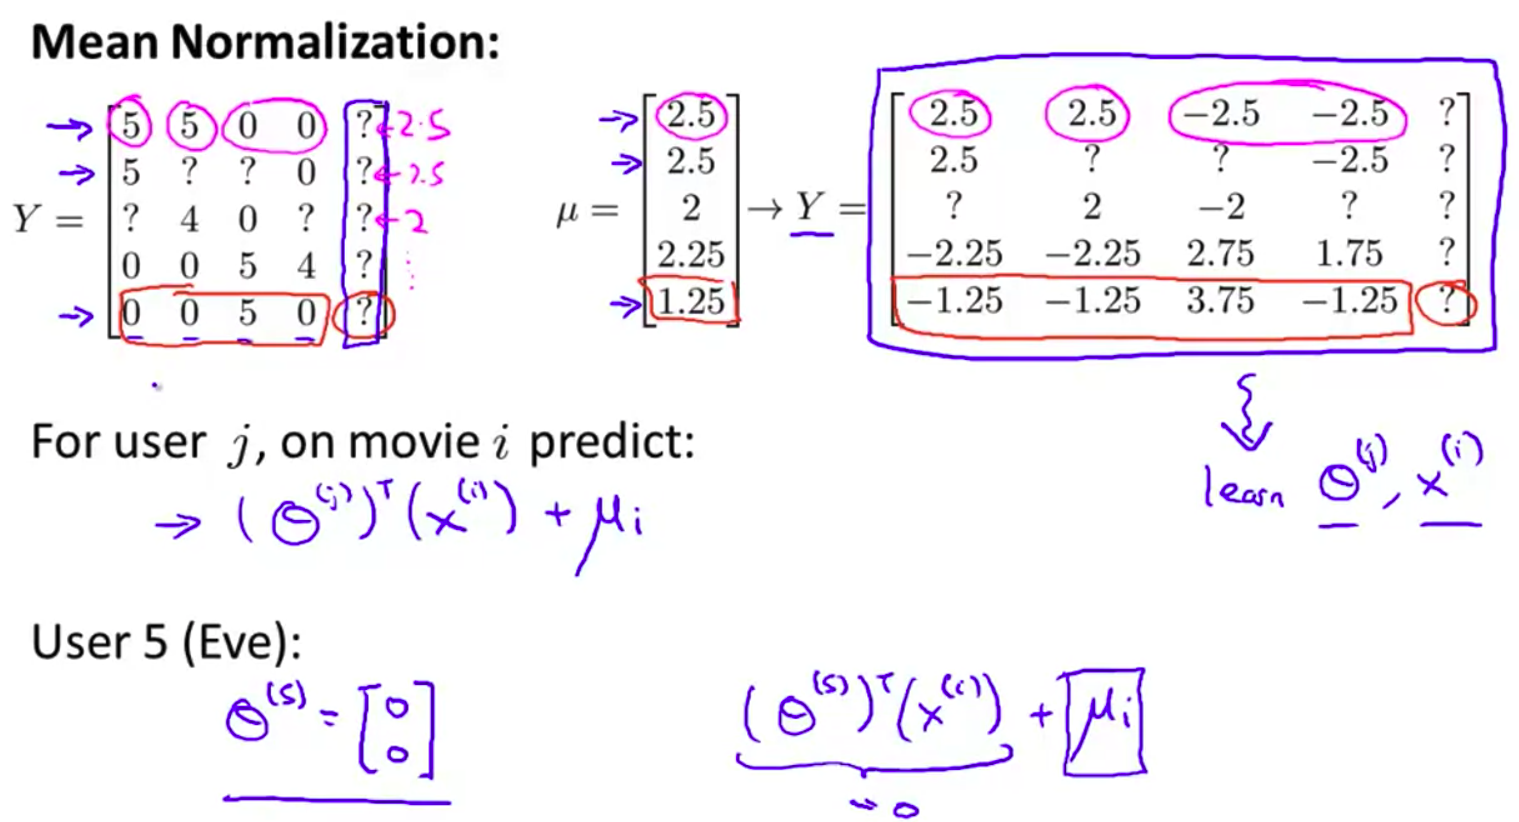 Mean Normalization:
5 5 0 0 ? ←2.5
5 ? ? 0 ? ←2.5
Y = ? 4 0 ? ? ←2
0 0 5 4 ? ⋮
0 0 5 0 ?
2.5
2.5
μ = 2
2.25
1.25
2.5 2.5 −2.5 −2.5 ?
2.5 ? ? −2.5 ?
→ Y = ? 2 −2 ? ?
−2.25 −2.25 2.75 1.75 ?
−1.25 −1.25 3.75 −1.25 ?
For user j, on movie i predict:
→ (Θ^(j))^T (x^(i)) + μi
learn Θ^(j), x^(i)
User 5 (Eve):
Θ^(5) = [0
0]
(Θ^(5))^T (x^(i)) + μi
= 0